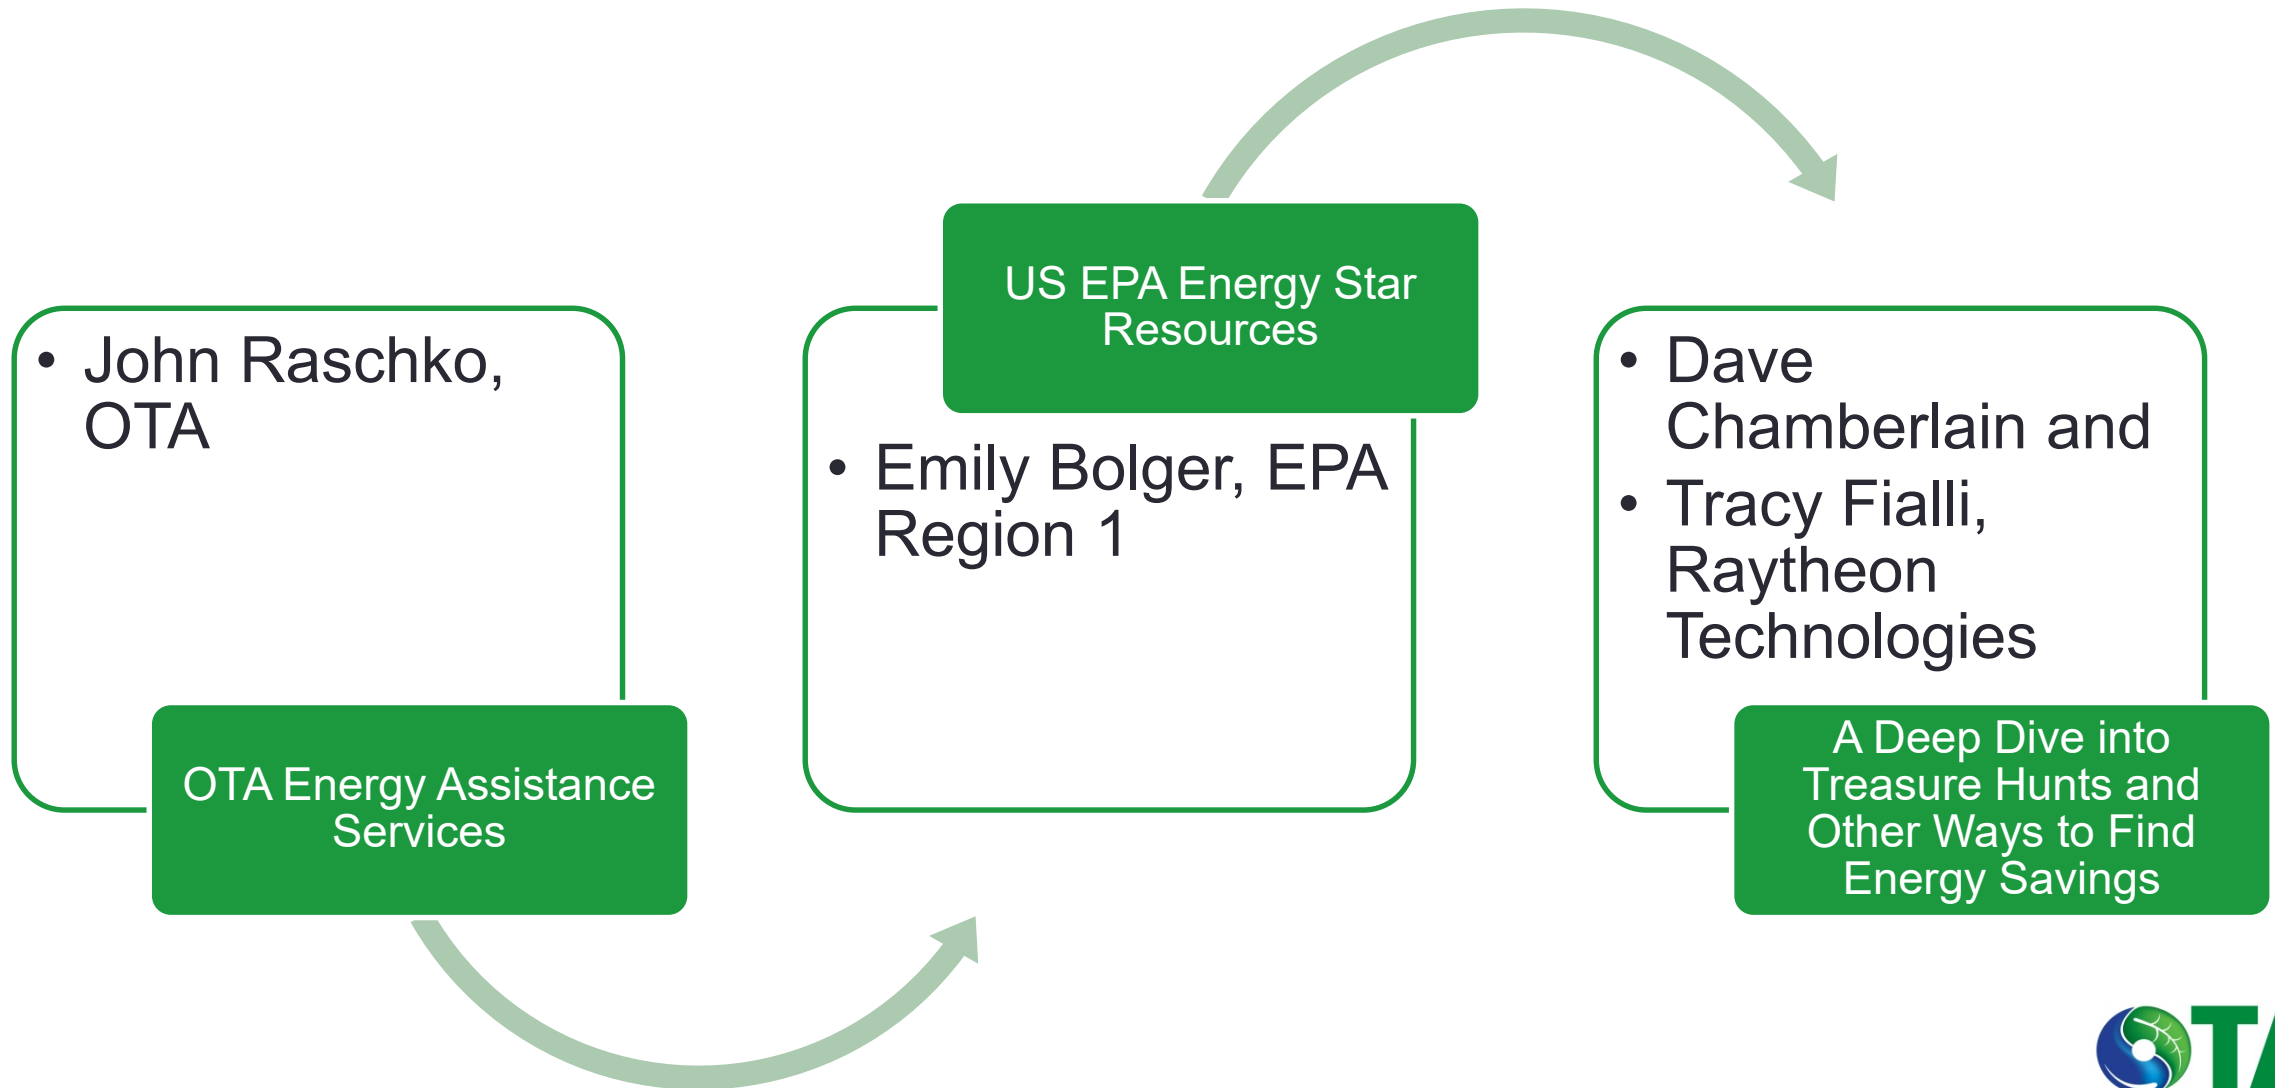 • John Raschko,
OTA
OTA Energy Assistance
Services
US EPA Energy Star
Resources
• Emily Bolger, EPA
Region 1
• Dave
Chamberlain and
• Tracy Fialli,
Raytheon
Technologies
A Deep Dive into
Treasure Hunts and
Other Ways to Find
Energy Savings
OTA